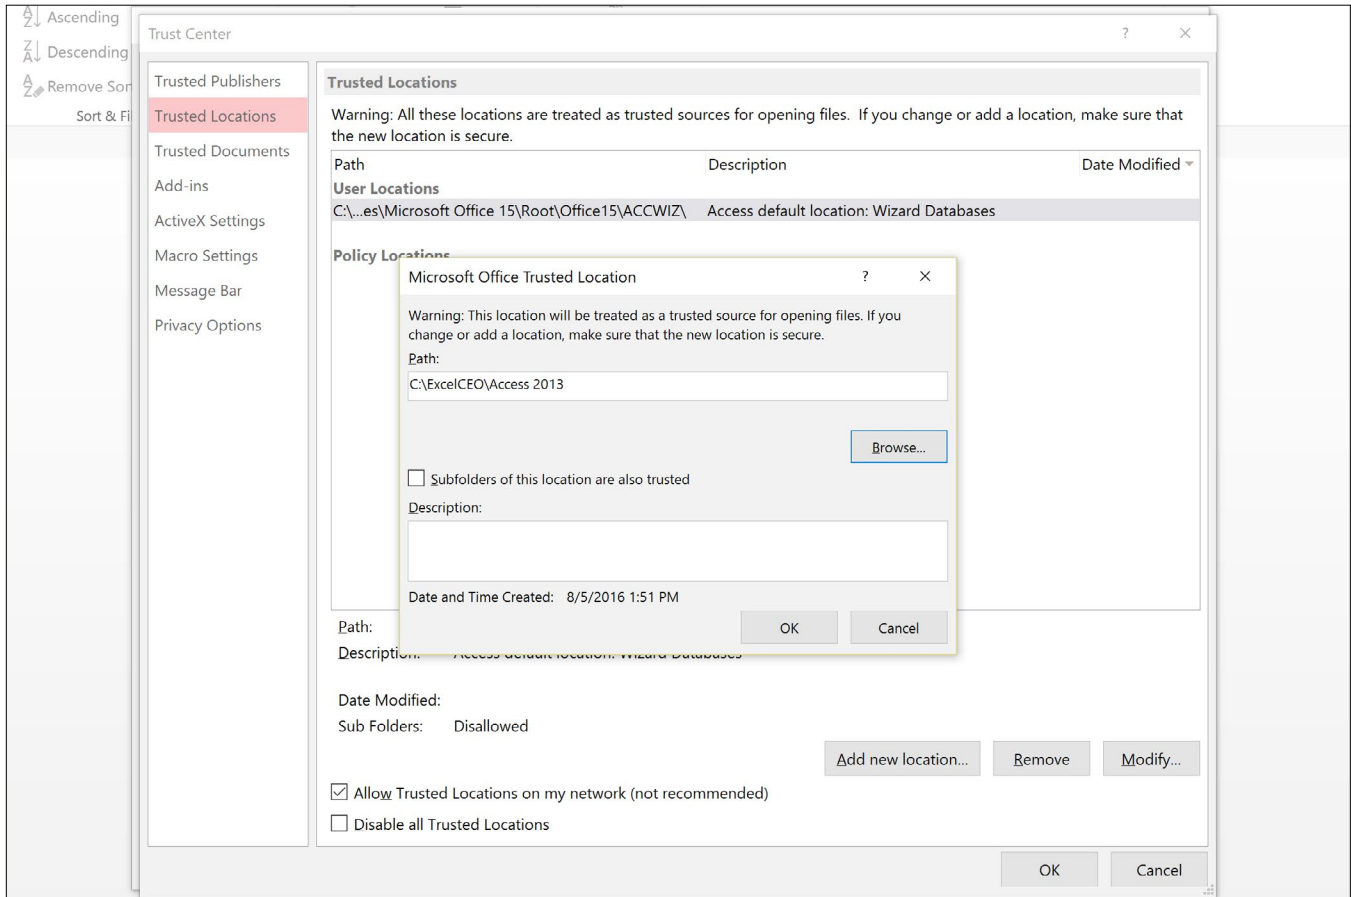 Ascending
Descending
Remove Sor
Sort & Fi
Trust Center
?
Trusted Publishers
Trusted Locations
Trusted Documents
Add-ins
ActiveX Settings
Macro Settings
Message Bar
Privacy Options
Trusted Locations
Warning: All these locations are treated as trusted sources for opening files. If you change or add a location, make sure that
the new location is secure.
Path Description Date Modified
User Locations
C:\...es\Microsoft Office 15\Root\Office15\ACCWIZ\ Access default location: Wizard Databases
Policy Locations
Microsoft Office Trusted Location
?
Warning: This location will be treated as a trusted source for opening files. If you
change or add a location, make sure that the new location is secure.
Path:
C:\ExcelCEO\Access 2013
Browse...
Subfolders of this location are also trusted
Description:
Date and Time Created: 8/5/2016 1:51 PM
OK Cancel
Path:
Description: Access default location: Wizard Databases
Date Modified:
Sub Folders: Disallowed
Add new location... Remove Modify...
Allow Trusted Locations on my network (not recommended)
Disable all Trusted Locations
OK Cancel